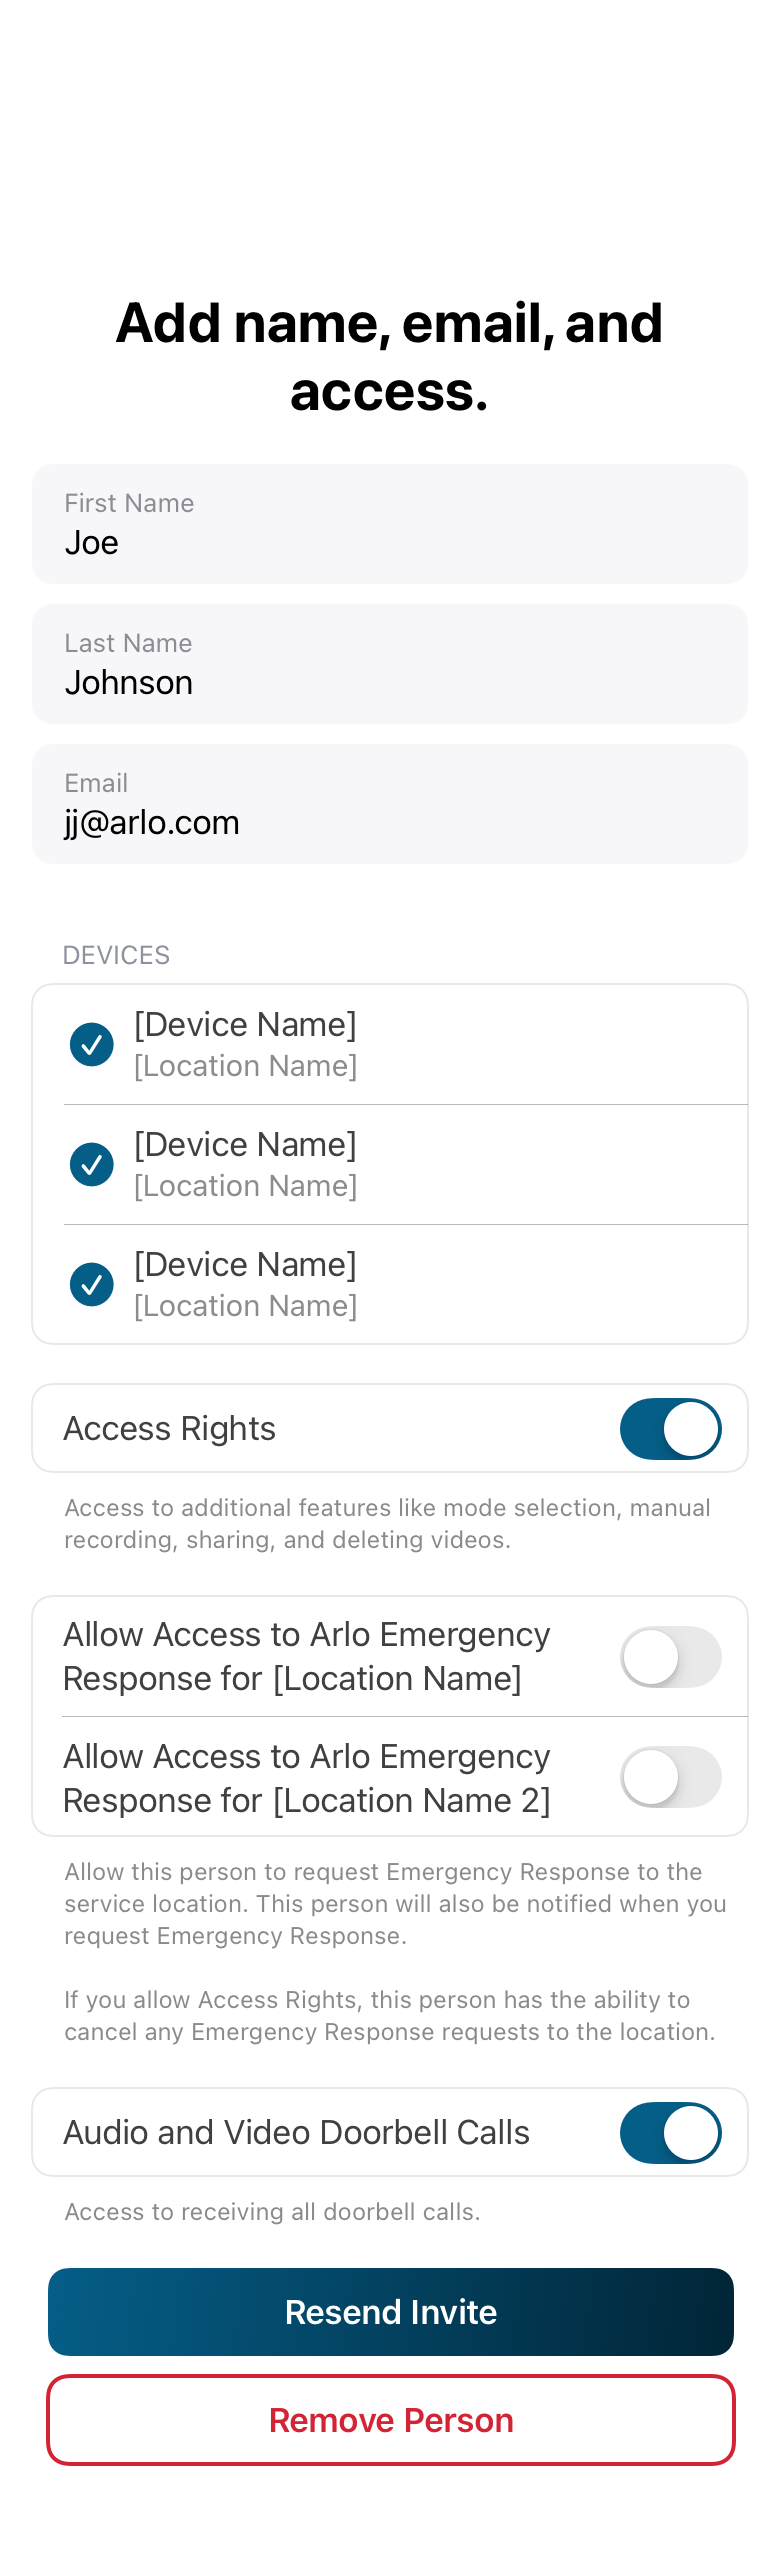 Add name, email, and
access.
First Name
Joe
Last Name
Johnson
Email
jj@arlo.com
DEVICES
[Device Name]
[Location Name]
[Device Name]
[Location Name]
[Device Name]
[Location Name]
Access Rights
Access to additional features like mode selection, manual
recording, sharing, and deleting videos.
Allow Access to Arlo Emergency
Response for [Location Name]
Allow Access to Arlo Emergency
Response for [Location Name 2]
Allow this person to request Emergency Response to the
service location. This person will also be notified when you
request Emergency Response.
If you allow Access Rights, this person has the ability to
cancel any Emergency Response requests to the location.
Audio and Video Doorbell Calls
Access to receiving all doorbell calls.
Resend Invite
Remove Person